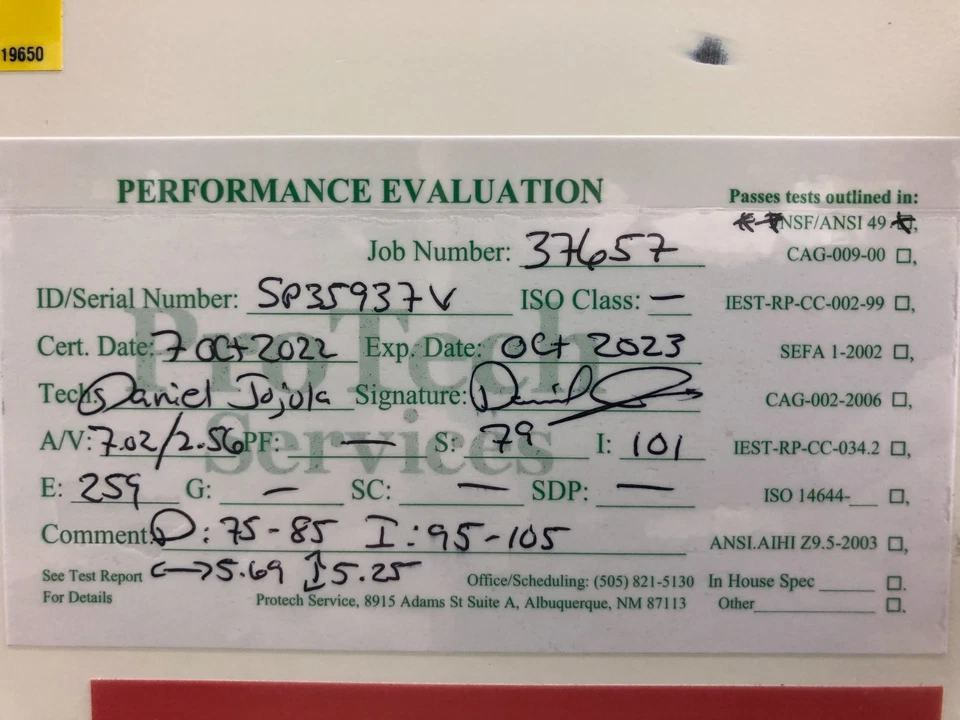 19650
PERFORMANCE EVALUATION
Passes tests outlined in:
NSF/ANSI 49
Job Number: 37657
CAG-009-00 ☐,
ID/Serial Number: SP35937V ISO Class: —
IEST-RP-CC-002-99 ☐,
Cert. Date: 7 Oct 2022 Exp. Date: Oct 2023
SEFA 1-2002 ☐,
Tech: Daniel Jojola Signature: Daniel
CAG-002-2006 ☐,
A/V: 7.02/2.56 PF: — S: 79 I: 101
IEST-RP-CC-034.2 ☐,
E: 259 G: — SC: — SDP: —
ISO 14644-___ ☐,
Comment: D: 75-85 I: 95-105
ANSI.AIHI Z9.5-2003 ☐,
See Test Report ↔ 5.69 ↕ 5.25
Office/Scheduling: (505) 821-5130
In House Spec ______ ☐.
For Details
Protech Service, 8915 Adams St Suite A, Albuquerque, NM 87113
Other____________ ☐.
ProTech
Services